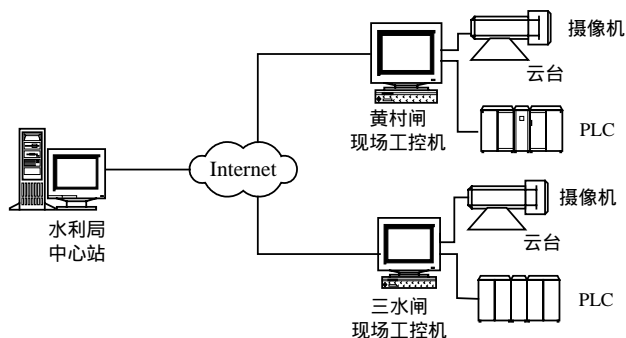 摄像机
云台
黄村闸
现场工控机
PLC
Internet
水利局
中心站
摄像机
云台
三水闸
现场工控机
PLC